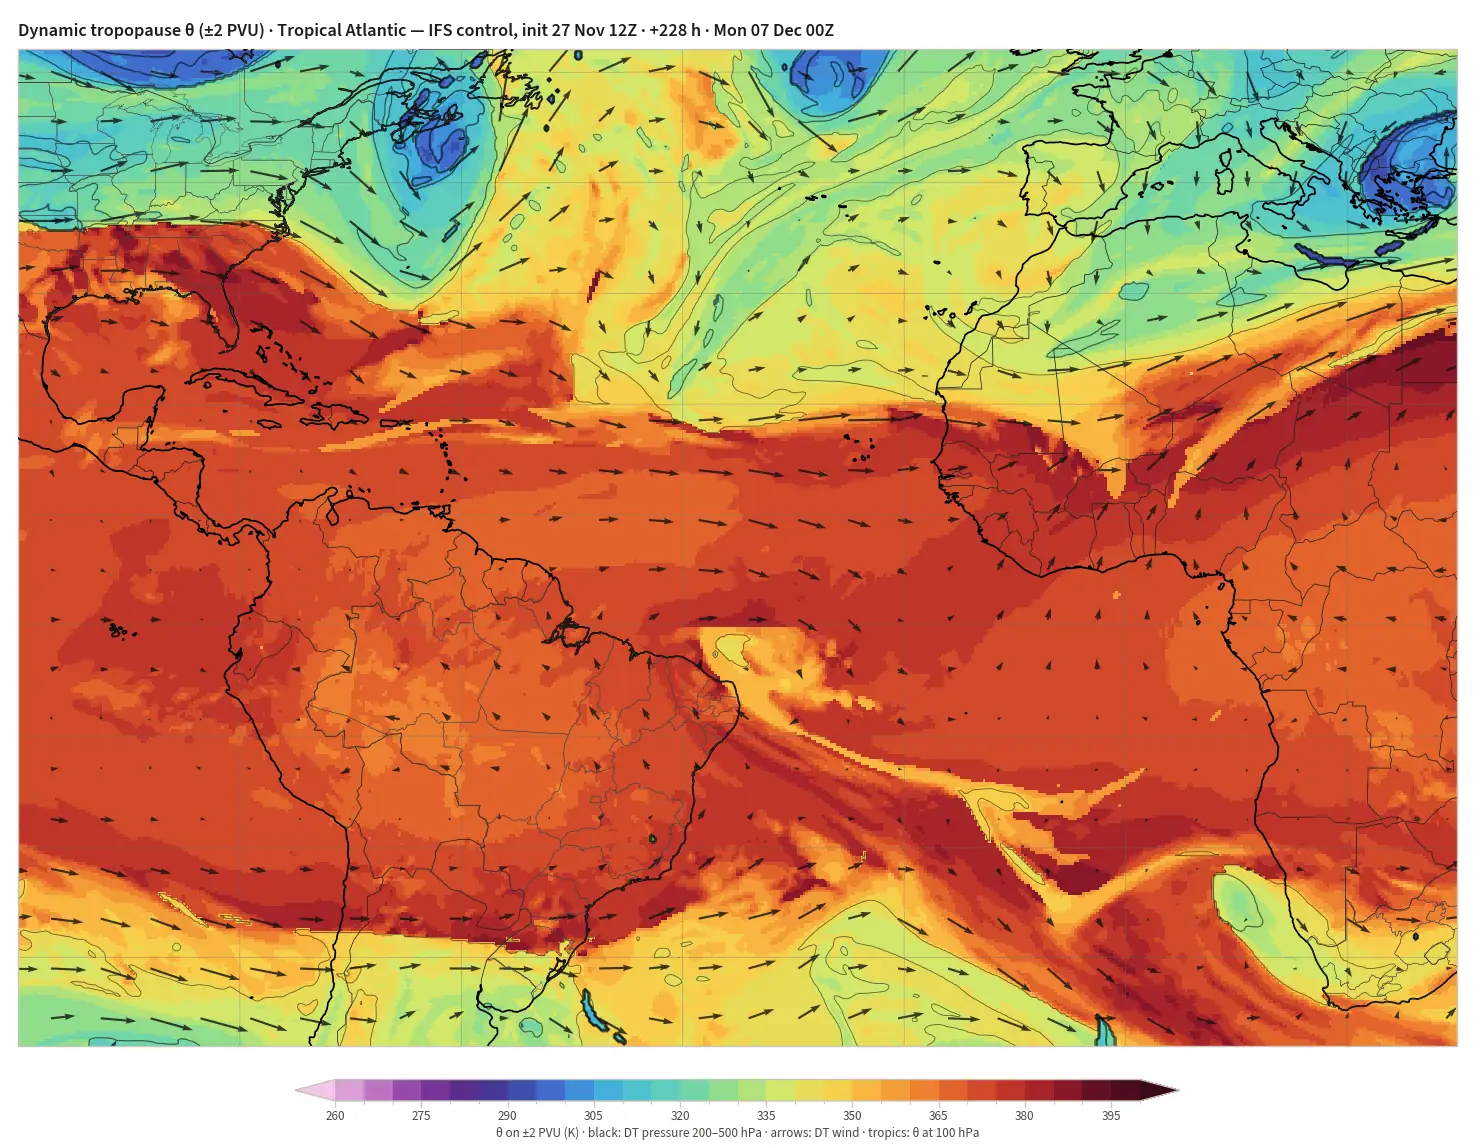 Dynamic tropopause θ (±2 PVU) · Tropical Atlantic — IFS control, init 27 Nov 12Z · +228 h · Mon 07 Dec 00Z
260 275 290 305 320 335 350 365 380 395
θ on ±2 PVU (K) · black: DT pressure 200–500 hPa · arrows: DT wind · tropics: θ at 100 hPa